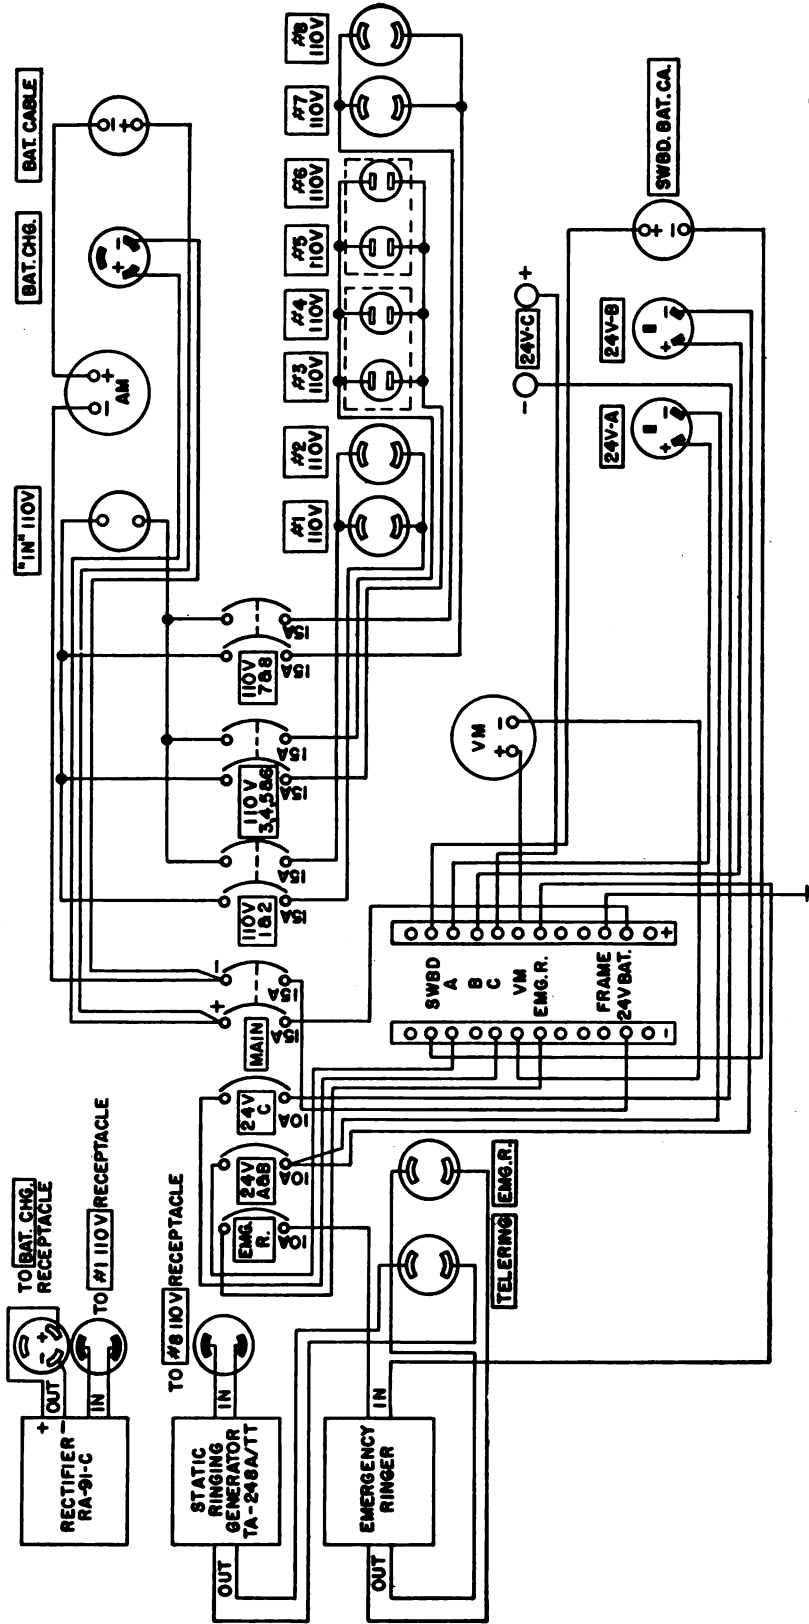 RECTIFIER
RA-91-C
+
OUT
-
IN
+
-
TO BAT. CHG.
RECEPTACLE
TO #1 110V RECEPTACLE
STATIC
RINGING
GENERATOR
TA-248A/TT
OUT
IN
TO #8 110V RECEPTACLE
EMERGENCY
RINGER
OUT
IN
TELERING
EMG.R.
EMG.
R.
10A
24V
A&B
10A
24V
C
10A
MAIN
+
-
15A
15A
110V
1&2
15A
15A
110V
3,4,5&6
15A
15A
110V
7&8
15A
15A
"IN" 110V
AM
-
+
BAT. CHG.
+
-
BAT. CABLE
-
+
#1
110V
#2
110V
#3
110V
#4
110V
#5
110V
#6
110V
#7
110V
#8
110V
SWBD
A
B
C
VM
EMG.R.
FRAME
24V BAT.
-
+
VM
+
-
24V-A
+
-
24V-B
+
-
-
24V-C
+
SWBD. BAT. CA.
+
-